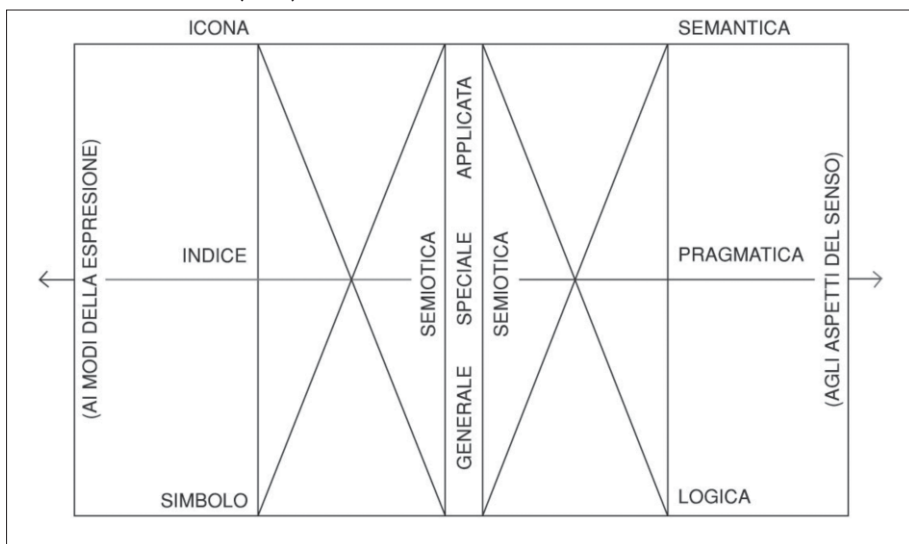 ICONA
SEMANTICA
(AI MODI DELLA ESPRESIONE)
INDICE
SEMIOTICA
GENERALE SPECIALE APPLICATA
SEMIOTICA
PRAGMATICA
(AGLI ASPETTI DEL SENSO)
SIMBOLO
LOGICA